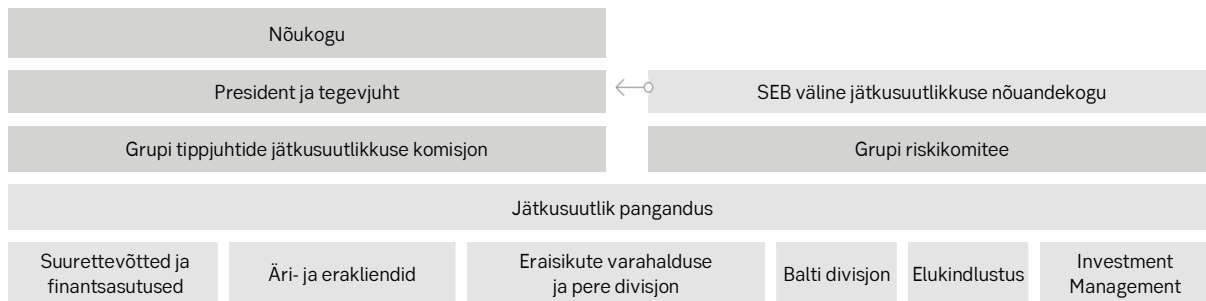 Nõukogu
President ja tegevjuht
SEB väline jätkusuutlikkuse nõuandekogu
Grupi tippjuhtide jätkusuutlikkuse komisjon
Grupi riskikomitee
Jätkusuutlik pangandus
Suurettevõtted ja
finantsasutused
Äri- ja erakliendid
Eraisikute varahalduse
ja pere divisjon
Balti divisjon
Elukindlustus
Investment
Management